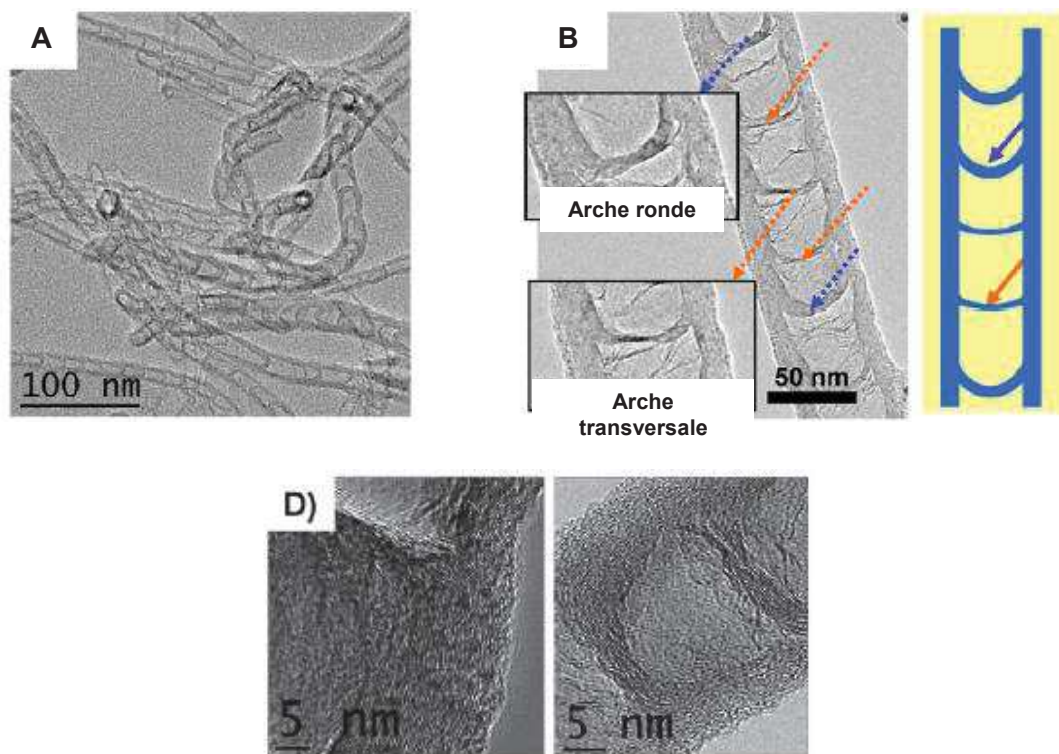 A
100 nm
B
Arche ronde
Arche
transversale
50 nm
D)
5 nm
5 nm